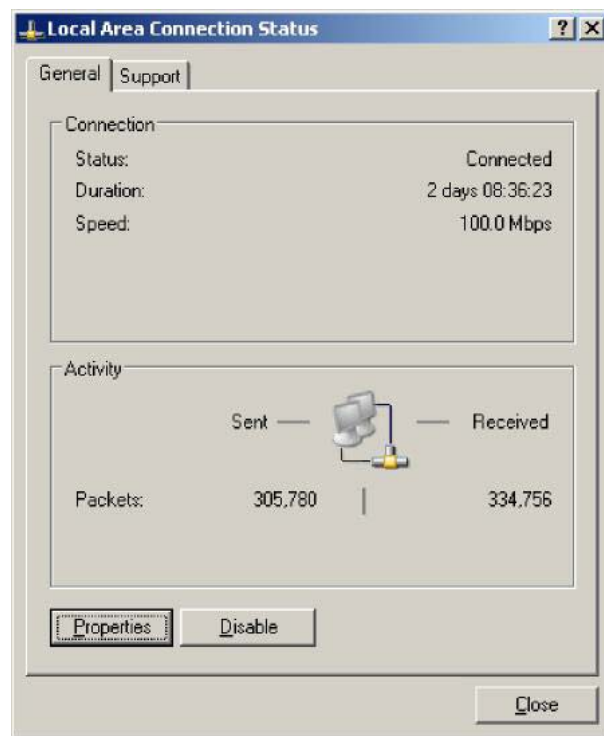 Local Area Connection Status
General Support
Connection
Status: Connected
Duration: 2 days 08:36:23
Speed: 100.0 Mbps
Activity
Sent Received
Packets: 305,780 334,756
Properties Disable
Close